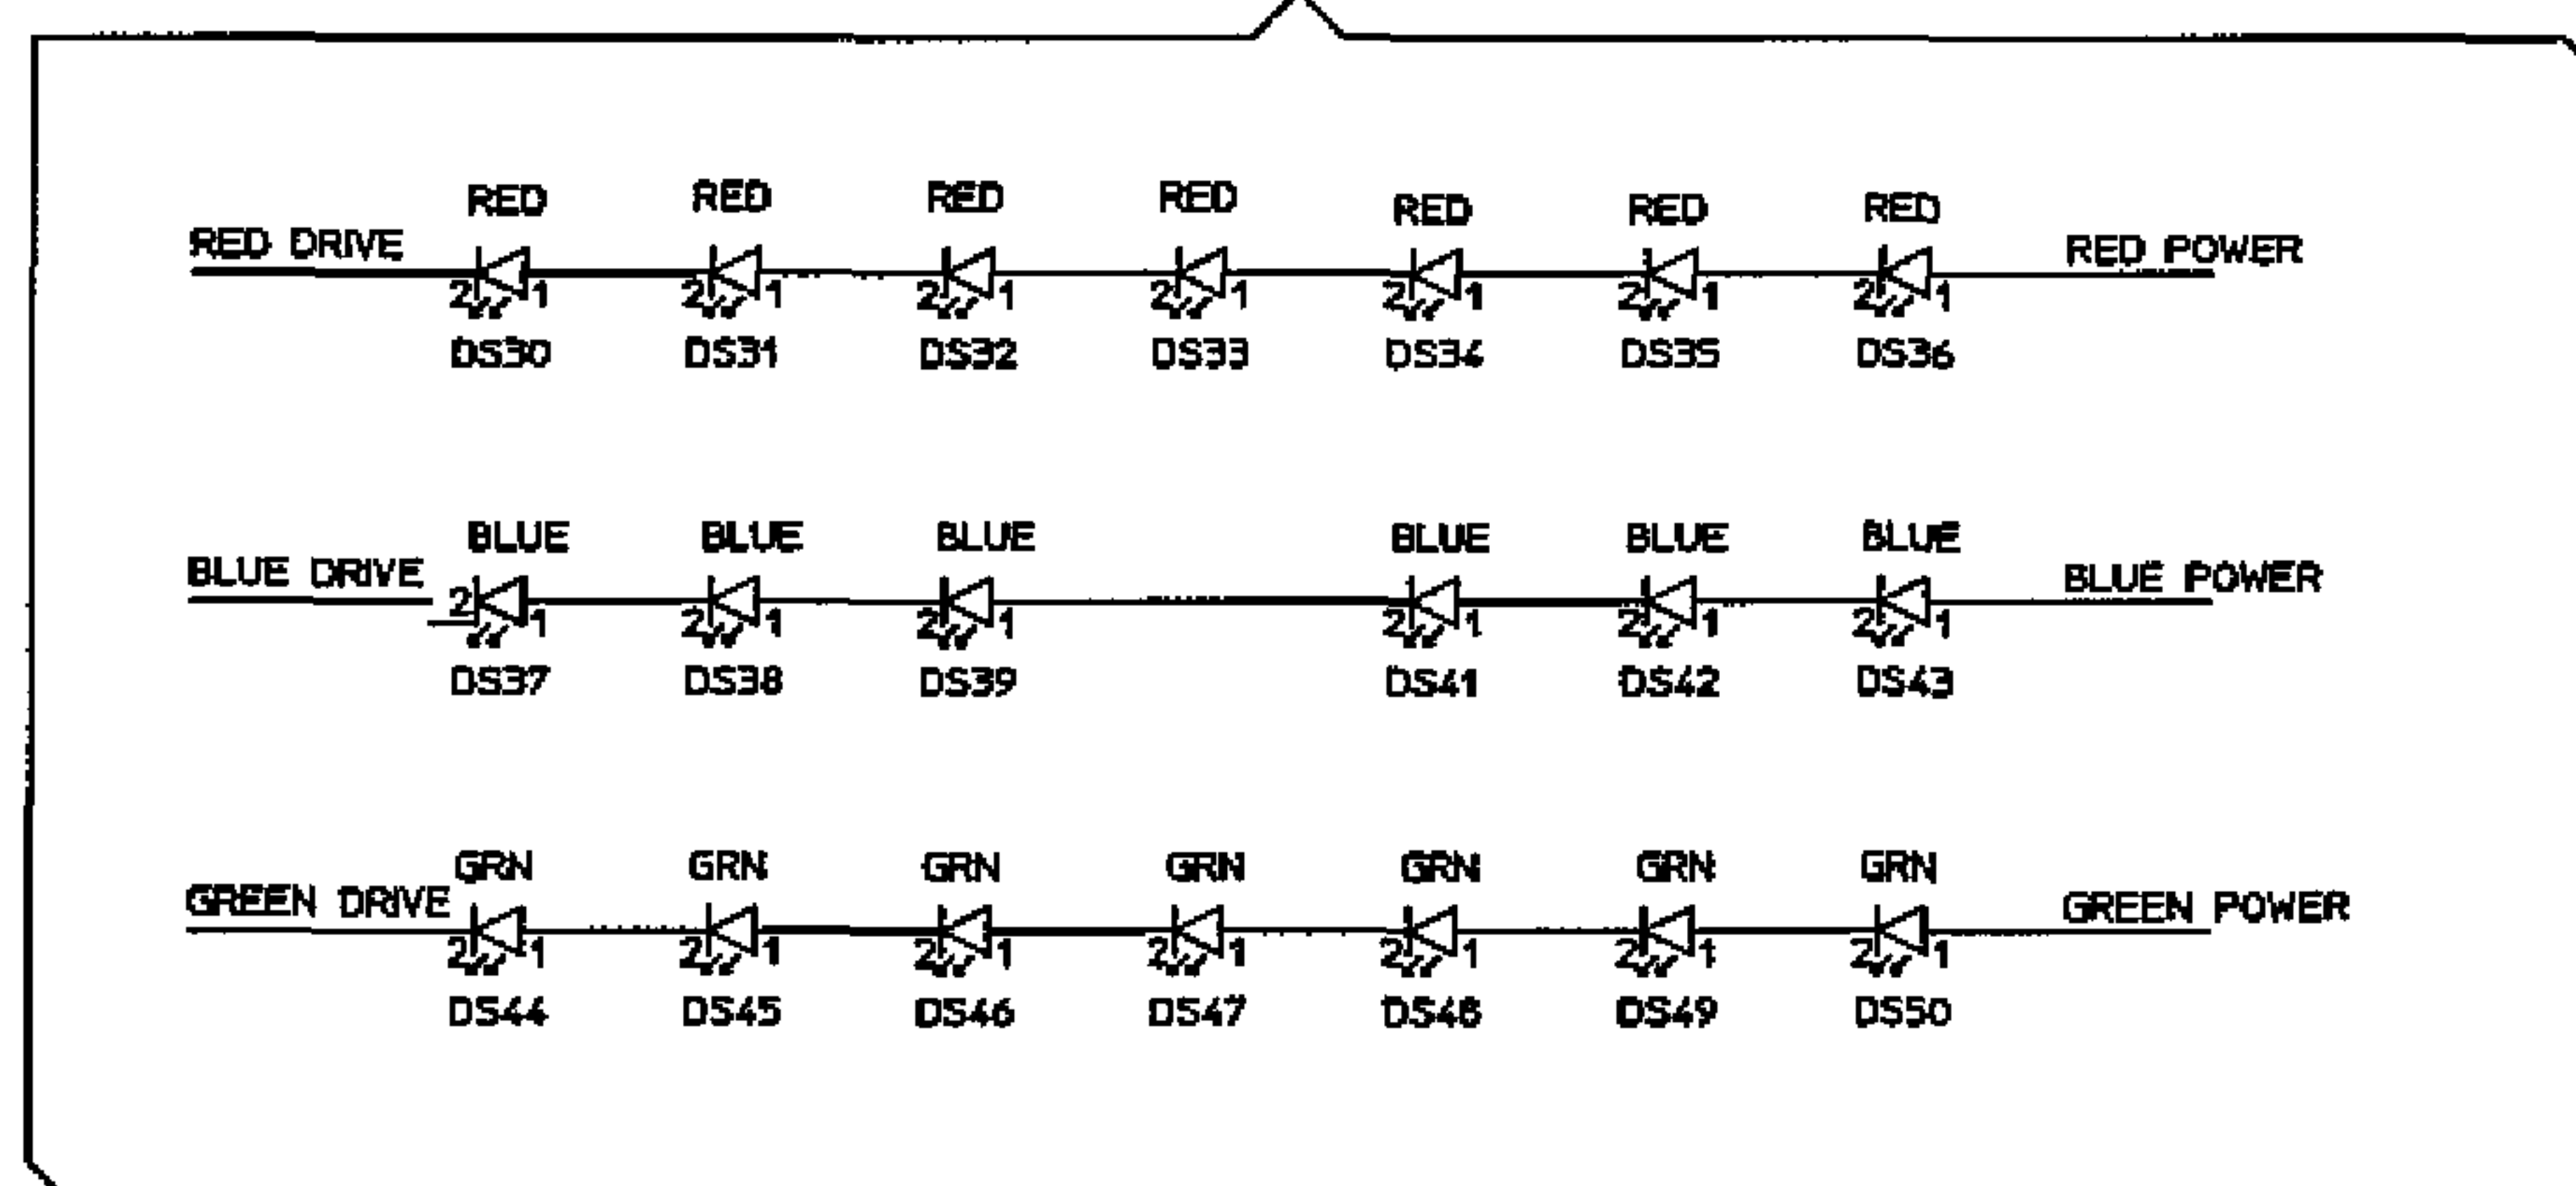 RED RED RED RED RED RED RED
RED DRIVE RED POWER
2 1 2 1 2 1 2 1 2 1 2 1 2 1
DS30 DS31 DS32 DS33 DS34 DS35 DS36
BLUE BLUE BLUE BLUE BLUE BLUE
BLUE DRIVE BLUE POWER
2 1 2 1 2 1 2 1 2 1 2 1
DS37 DS38 DS39 DS41 DS42 DS43
GRN GRN GRN GRN GRN GRN GRN
GREEN DRIVE GREEN POWER
2 1 2 1 2 1 2 1 2 1 2 1 2 1
DS44 DS45 DS46 DS47 DS48 DS49 DS50